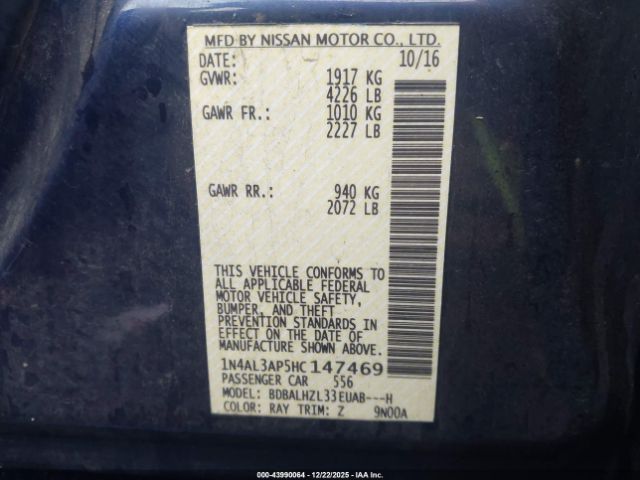 MFD BY NISSAN MOTOR CO., LTD.
DATE: 10/16
GVWR: 1917 KG
4226 LB
GAWR FR.: 1010 KG
2227 LB
GAWR RR.: 940 KG
2072 LB
THIS VEHICLE CONFORMS TO
ALL APPLICABLE FEDERAL
MOTOR VEHICLE SAFETY,
BUMPER, AND THEFT
PREVENTION STANDARDS IN
EFFECT ON THE DATE OF
MANUFACTURE SHOWN ABOVE.
1N4AL3AP5HC147469
PASSENGER CAR 556
MODEL: BDBALHZL33EUAB---H
COLOR: RAY TRIM: Z 9N00A
000-43990064 - 12/22/2025 - IAAI.COM